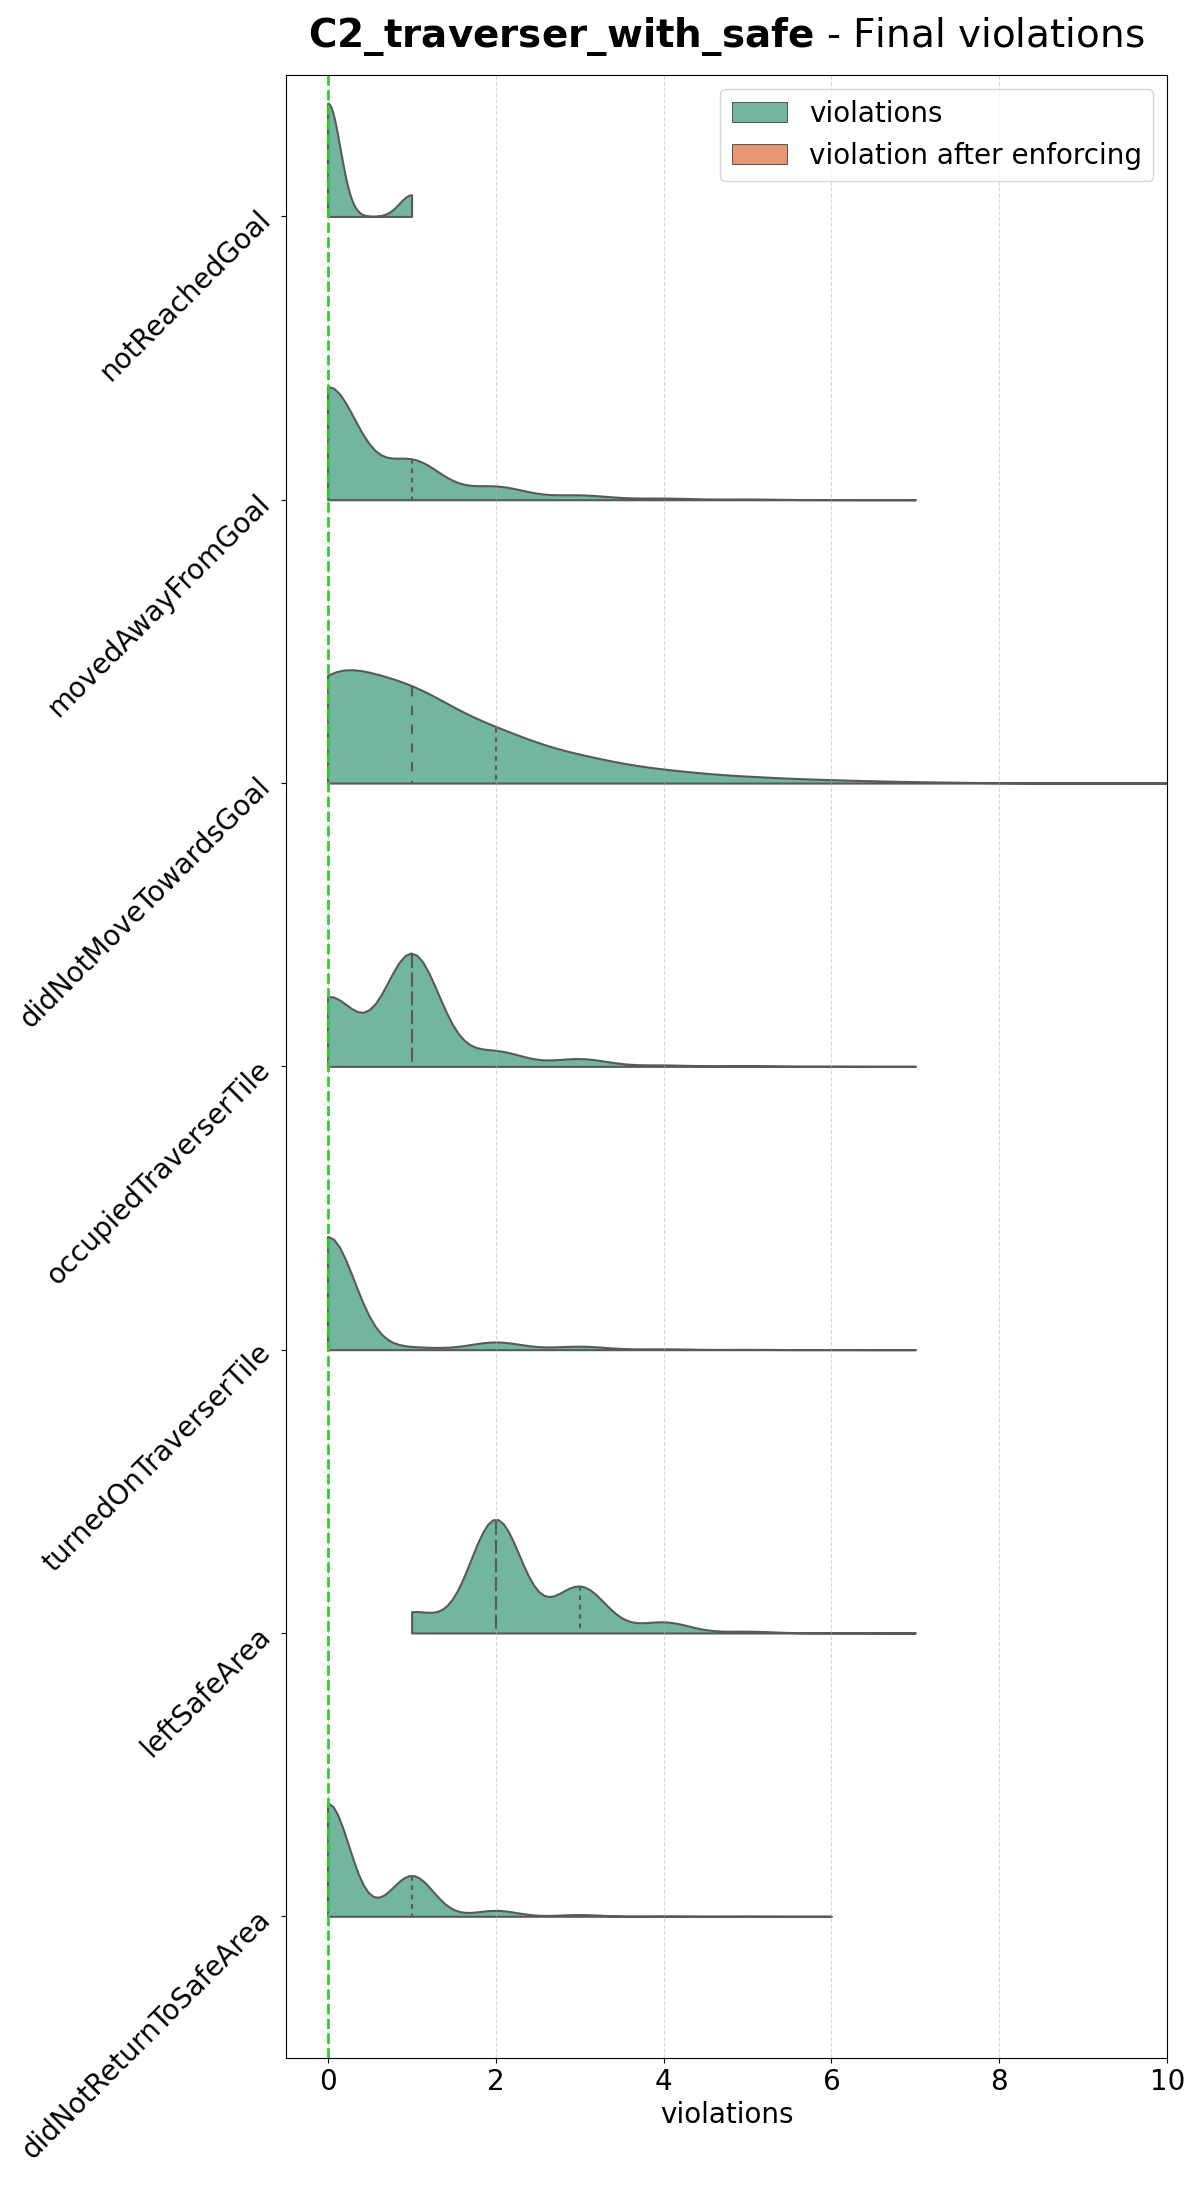 C2_traverser_with_safe - Final violations
violations
violation after enforcing
notReachedGoal
movedAwayFromGoal
didNotMoveTowardsGoal
occupiedTraverserTile
turnedOnTraverserTile
leftSafeArea
didNotReturnToSafeArea
0 2 4 6 8 10
violations